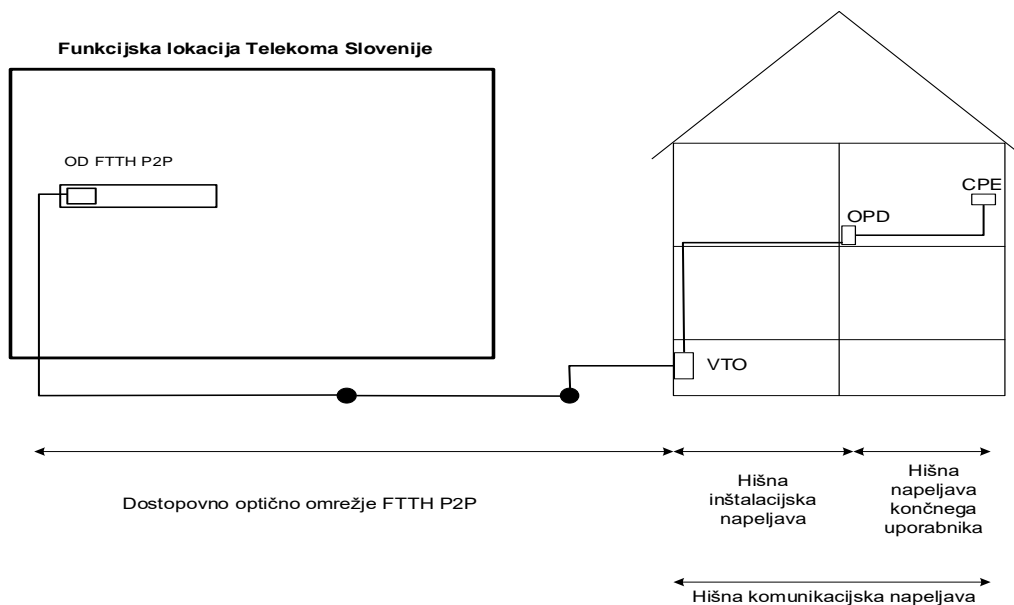 Funkcijska lokacija Telekoma Slovenije
OD FTTH P2P
CPE
OPD
VTO
Dostopovno optično omrežje FTTH P2P
Hišna
inštalacijska
napeljava
Hišna
napeljava
končnega
uporabnika
Hišna komunikacijska napeljava